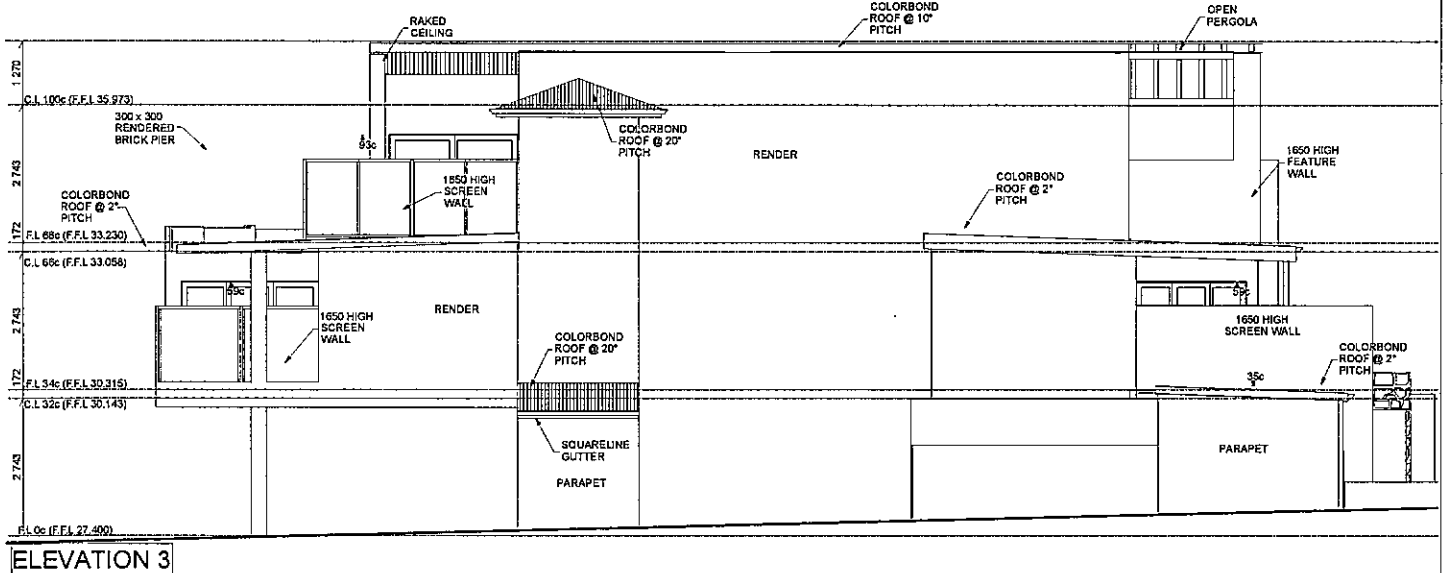 COLORBOND
ROOF @ 10°
PITCH
OPEN
PERGOLA
RAKED
CEILING
1 270
C.L 100c (F.F.L 35.973)
300 x 300
RENDERED
BRICK PIER
93c
COLORBOND
ROOF @ 20°
PITCH
RENDER
1650 HIGH
FEATURE
WALL
2 743
1650 HIGH
SCREEN
WALL
COLORBOND
ROOF @ 2°
PITCH
COLORBOND
ROOF @ 2°
PITCH
172
F.L 68c (F.F.L 33.230)
C.L 66c (F.F.L 33.058)
59c
RENDER
59c
2 743
1650 HIGH
SCREEN
WALL
1650 HIGH
SCREEN WALL
COLORBOND
ROOF @ 20°
PITCH
COLORBOND
ROOF @ 2°
PITCH
35c
172
F.L 34c (F.F.L 30.315)
C.L 32c (F.F.L 30.143)
SQUARELINE
GUTTER
PARAPET
PARAPET
2 743
F.L 0c (F.F.L 27.400)
ELEVATION 3